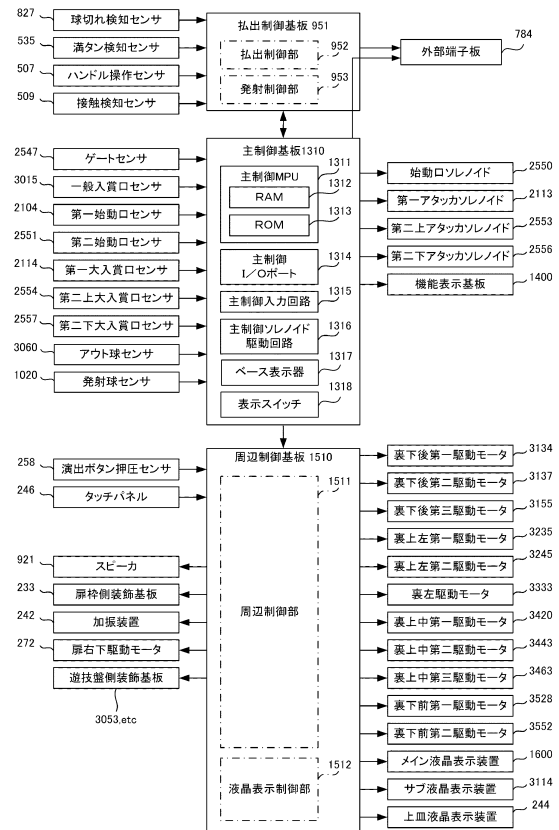 827
球切れ検知センサ
535
満タン検知センサ
507
ハンドル操作センサ
509
接触検知センサ
払出制御基板 951
払出制御部
952
発射制御部
953
外部端子板
784
2547
ゲートセンサ
3015
一般入賞口センサ
2104
第一始動口センサ
2551
第二始動口センサ
2114
第一大入賞口センサ
2554
第二上大入賞口センサ
2557
第二下大入賞口センサ
3060
アウト球センサ
1020
発射球センサ
主制御基板1310
主制御MPU
1311
RAM
1312
ROM
1313
主制御
I/Oポート
1314
主制御入力回路
1315
主制御ソレノイド
駆動回路
1316
ベース表示器
1317
表示スイッチ
1318
始動口ソレノイド
2550
第一アタッカソレノイド
2113
第二上アタッカソレノイド
2553
第二下アタッカソレノイド
2556
機能表示基板
1400
258
演出ボタン押圧センサ
246
タッチパネル
921
スピーカ
233
扉枠側装飾基板
242
加振装置
272
扉右下駆動モータ
遊技盤側装飾基板
3053,etc
周辺制御基板 1510
1511
周辺制御部
1512
液晶表示制御部
裏下後第一駆動モータ
3134
裏下後第二駆動モータ
3137
裏下後第三駆動モータ
3155
裏上左第一駆動モータ
3235
裏上左第二駆動モータ
3245
裏左駆動モータ
3333
裏上中第一駆動モータ
3420
裏上中第二駆動モータ
3443
裏上中第三駆動モータ
3463
裏下前第一駆動モータ
3528
裏下前第二駆動モータ
3552
メイン液晶表示装置
1600
サブ液晶表示装置
3114
上皿液晶表示装置
244